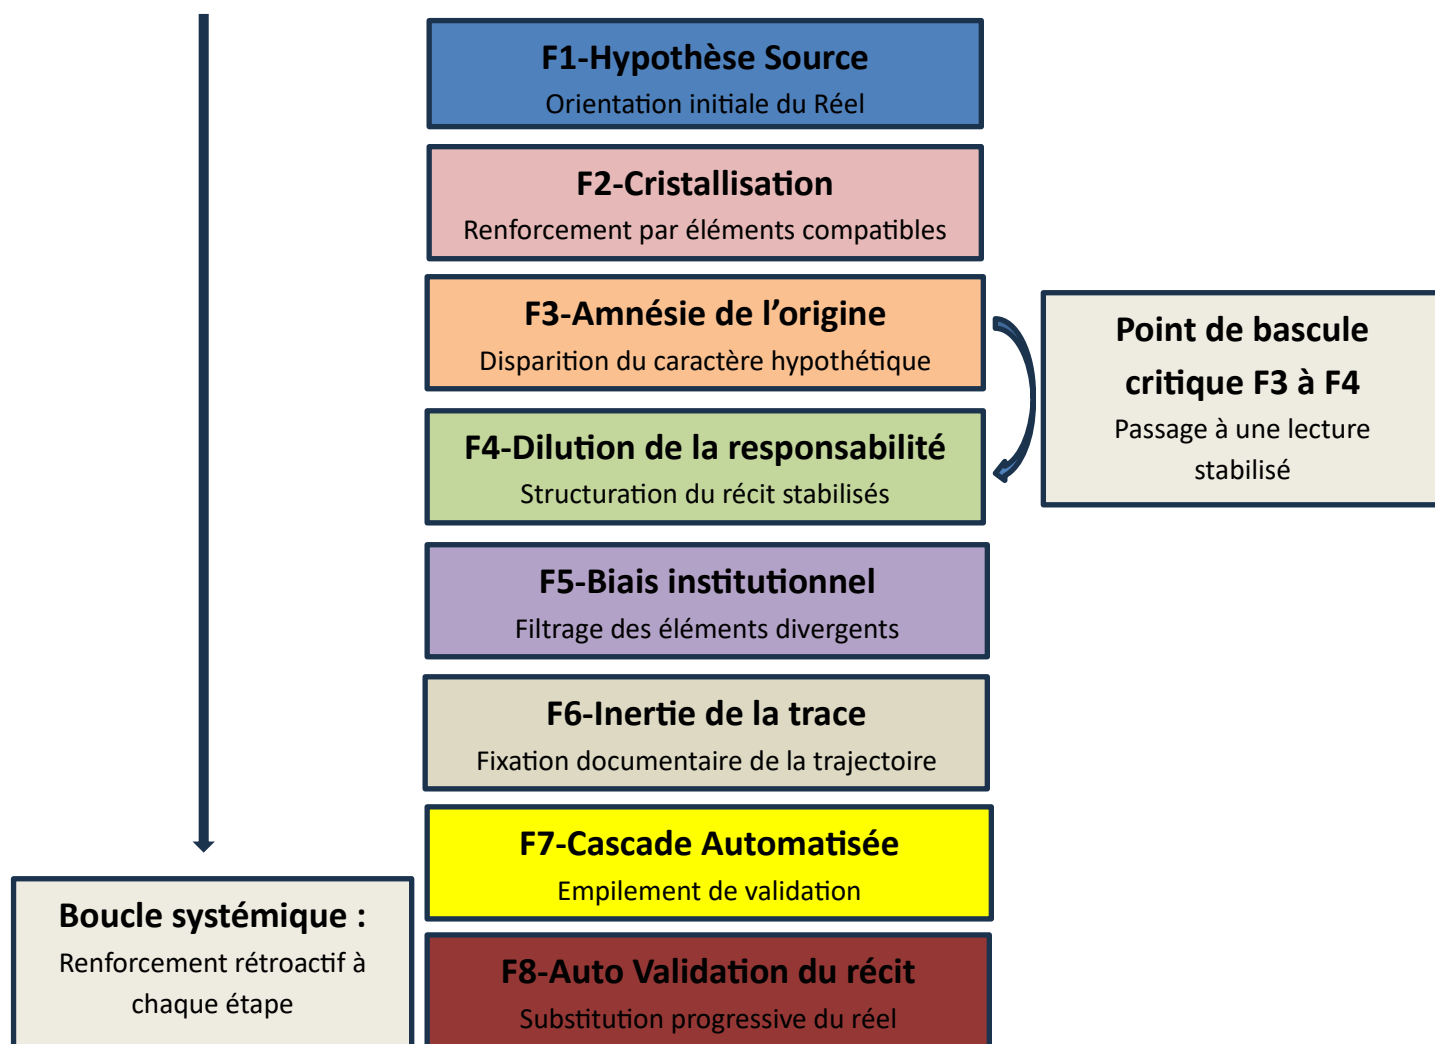 F1-Hypothèse Source
Orientation initiale du Réel
F2-Cristallisation
Renforcement par éléments compatibles
F3-Amnésie de l’origine
Disparition du caractère hypothétique
Point de bascule
critique F3 à F4
Passage à une lecture
stabilisé
F4-Dilution de la responsabilité
Structuration du récit stabilisés
F5-Biais institutionnel
Filtrage des éléments divergents
F6-Inertie de la trace
Fixation documentaire de la trajectoire
F7-Cascade Automatisée
Empilement de validation
Boucle systémique :
Renforcement rétroactif à
chaque étape
F8-Auto Validation du récit
Substitution progressive du réel